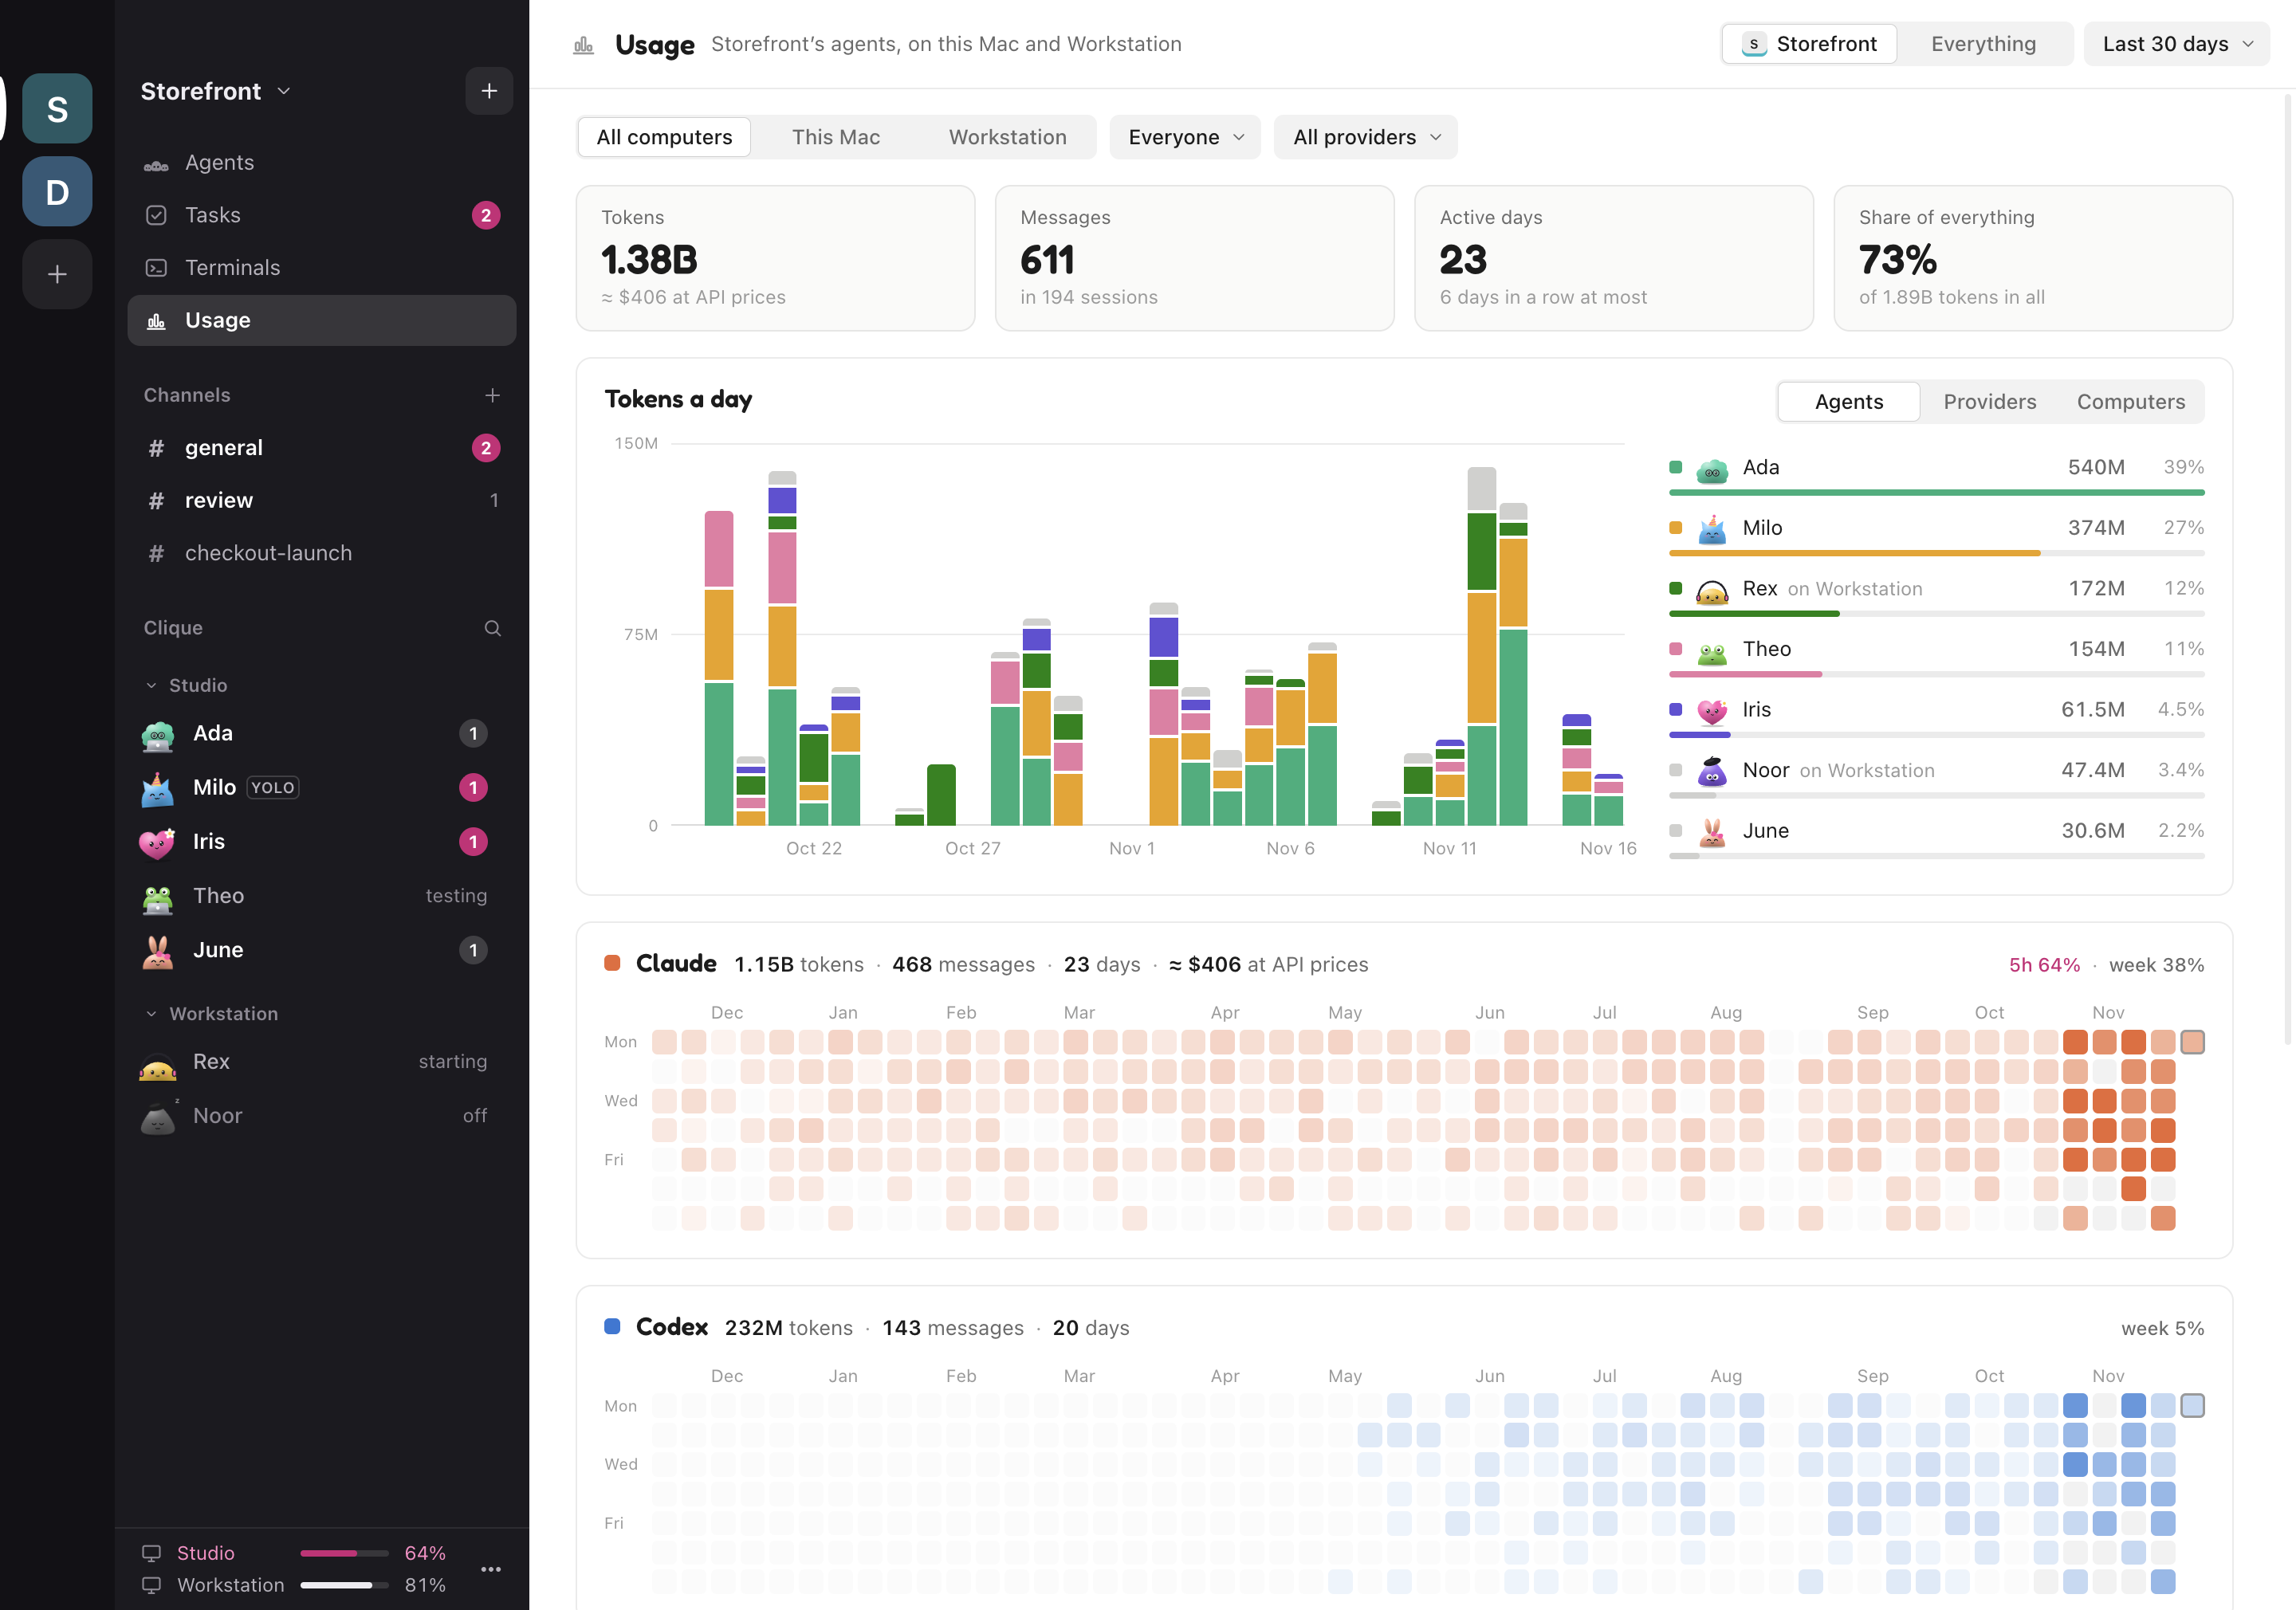 S
D
Storefront
Agents
Tasks 2
Terminals
Usage
Channels
# general 2
# review 1
# checkout-launch
Clique
Studio
Ada 1
Milo YOLO 1
Iris 1
Theo testing
June 1
Workstation
Rex starting
z
Noor off
Studio 64%
Workstation 81%
Usage Storefront’s agents, on this Mac and Workstation
S Storefront Everything Last 30 days
All computers This Mac Workstation Everyone All providers
Tokens
1.38B
≈ $406 at API prices
Messages
611
in 194 sessions
Active days
23
6 days in a row at most
Share of everything
73%
of 1.89B tokens in all
Tokens a day
Agents Providers Computers
150M
75M
0
Oct 22 Oct 27 Nov 1 Nov 6 Nov 11 Nov 16
Ada 540M 39%
Milo 374M 27%
Rex on Workstation 172M 12%
Theo 154M 11%
Iris 61.5M 4.5%
Noor on Workstation 47.4M 3.4%
June 30.6M 2.2%
Claude 1.15B tokens · 468 messages · 23 days · ≈ $406 at API prices 5h 64% · week 38%
Dec Jan Feb Mar Apr May Jun Jul Aug Sep Oct Nov
Mon
Wed
Fri
Codex 232M tokens · 143 messages · 20 days week 5%
Dec Jan Feb Mar Apr May Jun Jul Aug Sep Oct Nov
Mon
Wed
Fri